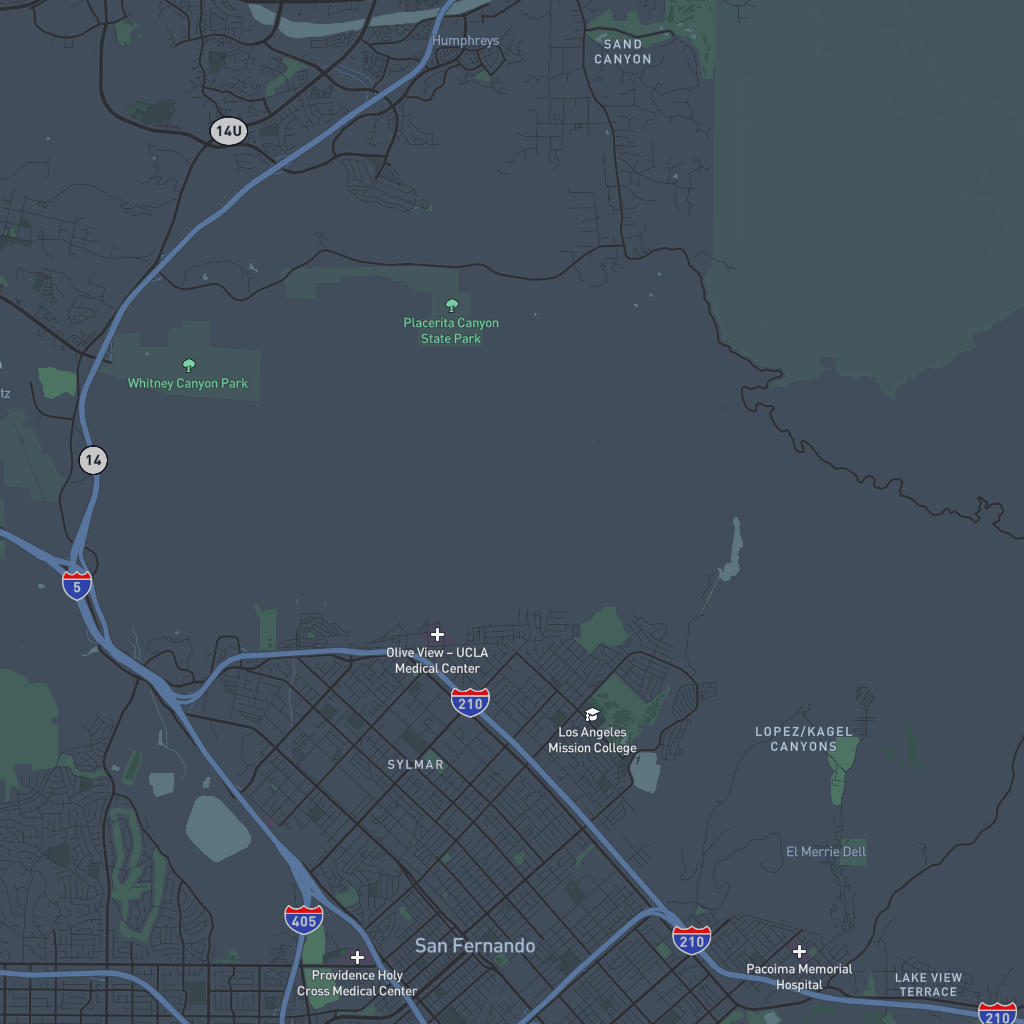 Humphreys
SAND
CANYON
14U
Placerita Canyon
State Park
Whitney Canyon Park
tz
14
5
Olive View – UCLA
Medical Center
210
Los Angeles
Mission College
LOPEZ/KAGEL
CANYONS
SYLMAR
El Merrie Dell
405
San Fernando
210
Providence Holy
Cross Medical Center
Pacoima Memorial
Hospital
LAKE VIEW
TERRACE
210